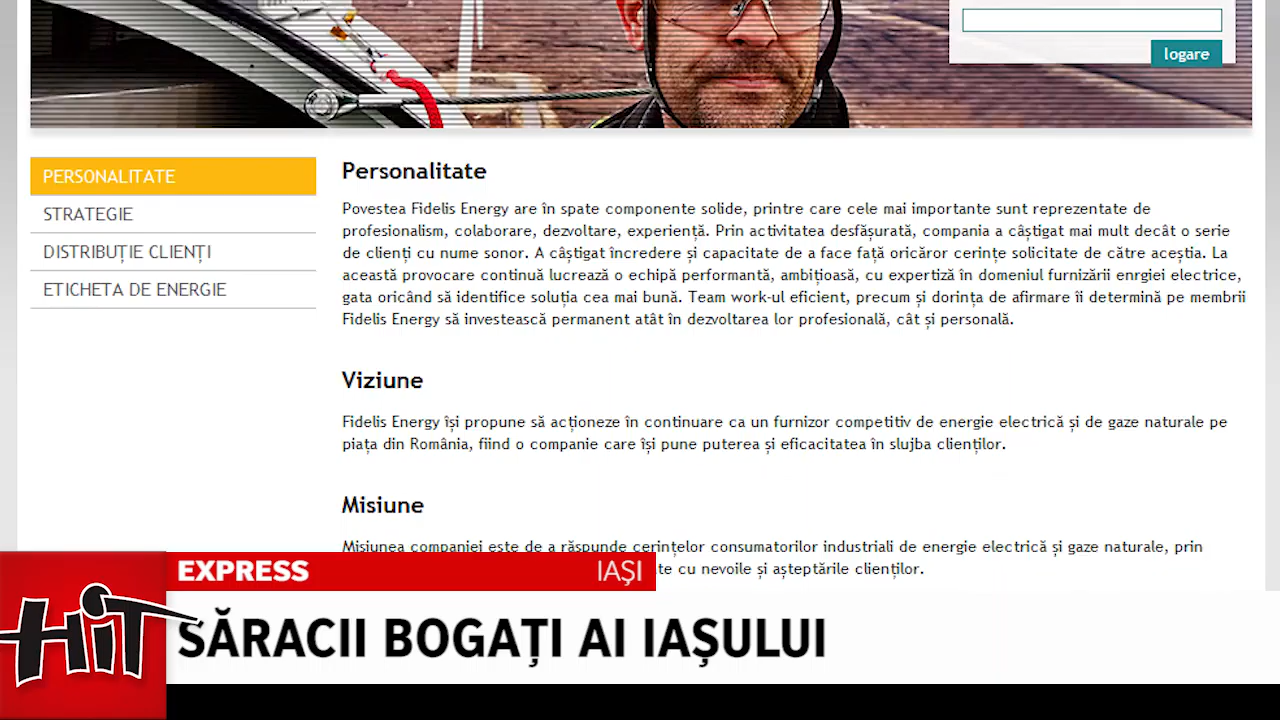 logare
PERSONALITATE
STRATEGIE
DISTRIBUȚIE CLIENȚI
ETICHETA DE ENERGIE
Personalitate
Povestea Fidelis Energy are în spate componente solide, printre care cele mai importante sunt reprezentate de
profesionalism, colaborare, dezvoltare, experiență. Prin activitatea desfășurată, compania a câștigat mai mult decât o serie
de clienți cu nume sonor. A câștigat încredere și capacitate de a face față oricăror cerințe solicitate de către aceștia. La
această provocare continuă lucrează o echipă performantă, ambițioasă, cu expertiză în domeniul furnizării enrgiei electrice,
gata oricând să identifice soluția cea mai bună. Team work-ul eficient, precum și dorința de afirmare îi determină pe membrii
Fidelis Energy să investească permanent atât în dezvoltarea lor profesională, cât și personală.
Viziune
Fidelis Energy își propune să acționeze în continuare ca un furnizor competitiv de energie electrică și de gaze naturale pe
piața din România, fiind o companie care își pune puterea și eficacitatea în slujba clienților.
Misiune
Misiunea companiei este de a răspunde cerințelor consumatorilor industriali de energie electrică și gaze naturale, prin
cu nevoile și așteptările clienților.
EXPRESS IAŞI
HiT
SĂRACII BOGAȚI AI IAȘULUI